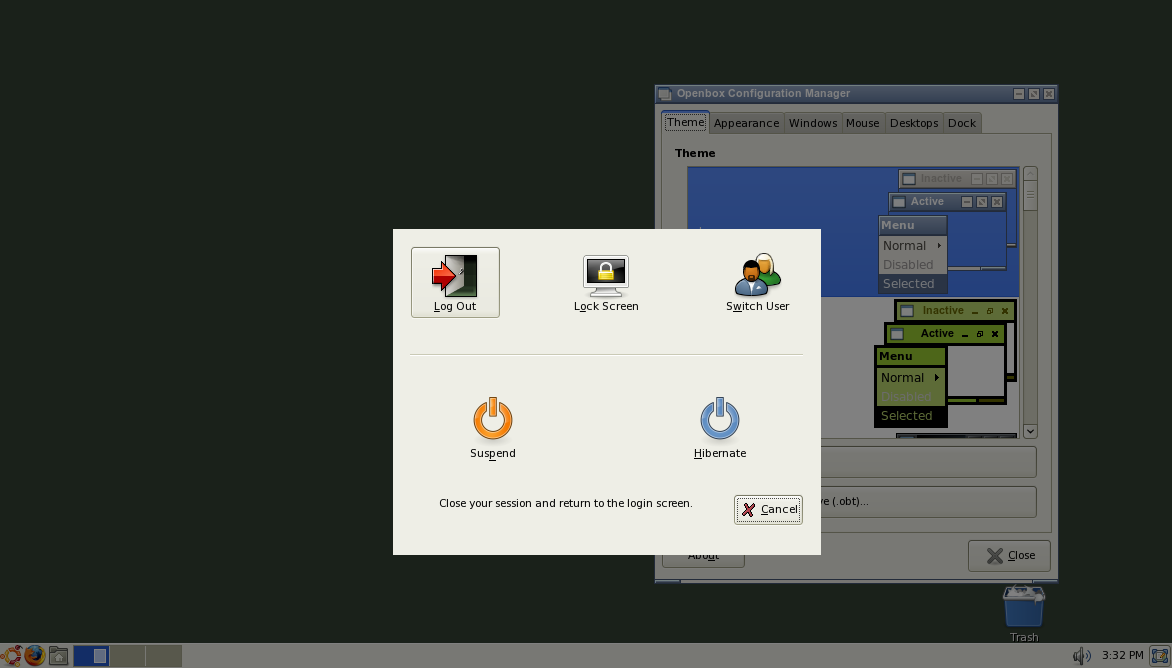 Openbox Configuration Manager
Theme Appearance Windows Mouse Desktops Dock
Theme
Inactive
Active
Menu
Normal
Disabled
Selected
Inactive
Active
Menu
Normal
Disabled
Selected
Log Out Lock Screen Switch User
Suspend Hibernate
(.obt)...
Close your session and return to the login screen. Cancel
About Close
Trash
3:32 PM